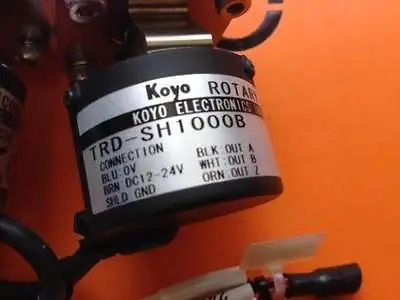 Koyo ROTARY
KOYO ELECTRONICS
TRD-SH1000B
CONNECTION
BLU:0V
BRN:DC12-24V
SHLD GND
BLK:OUT A
WHT:OUT B
ORN:OUT Z